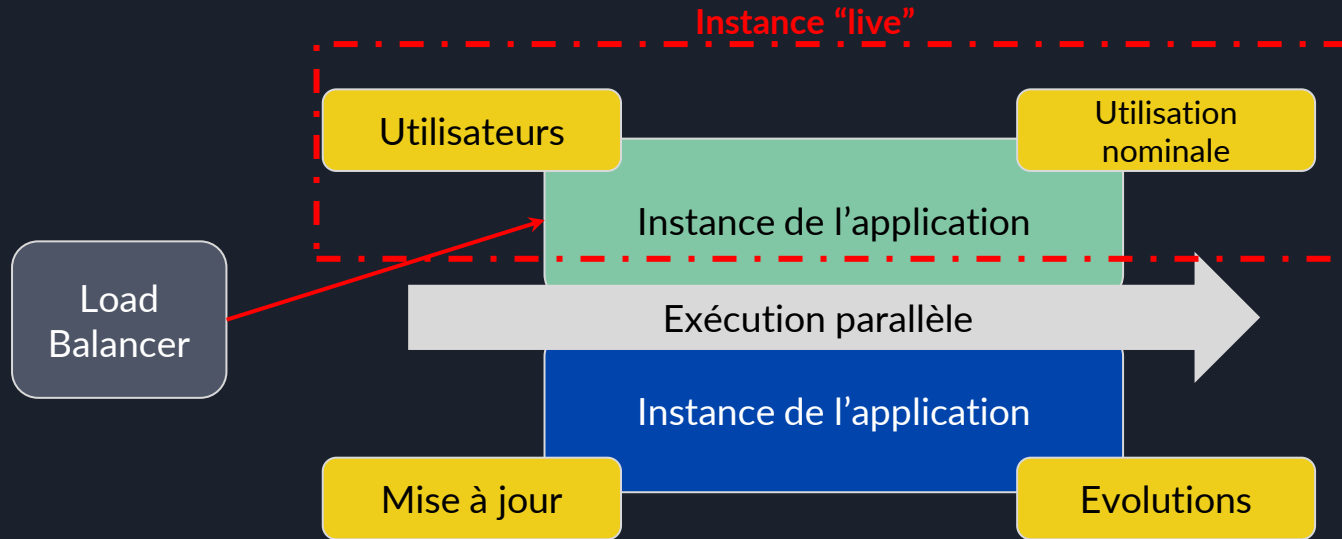 Instance “live”
Utilisateurs
Utilisation
nominale
Instance de l’application
Load
Balancer
Exécution parallèle
Instance de l’application
Mise à jour
Evolutions